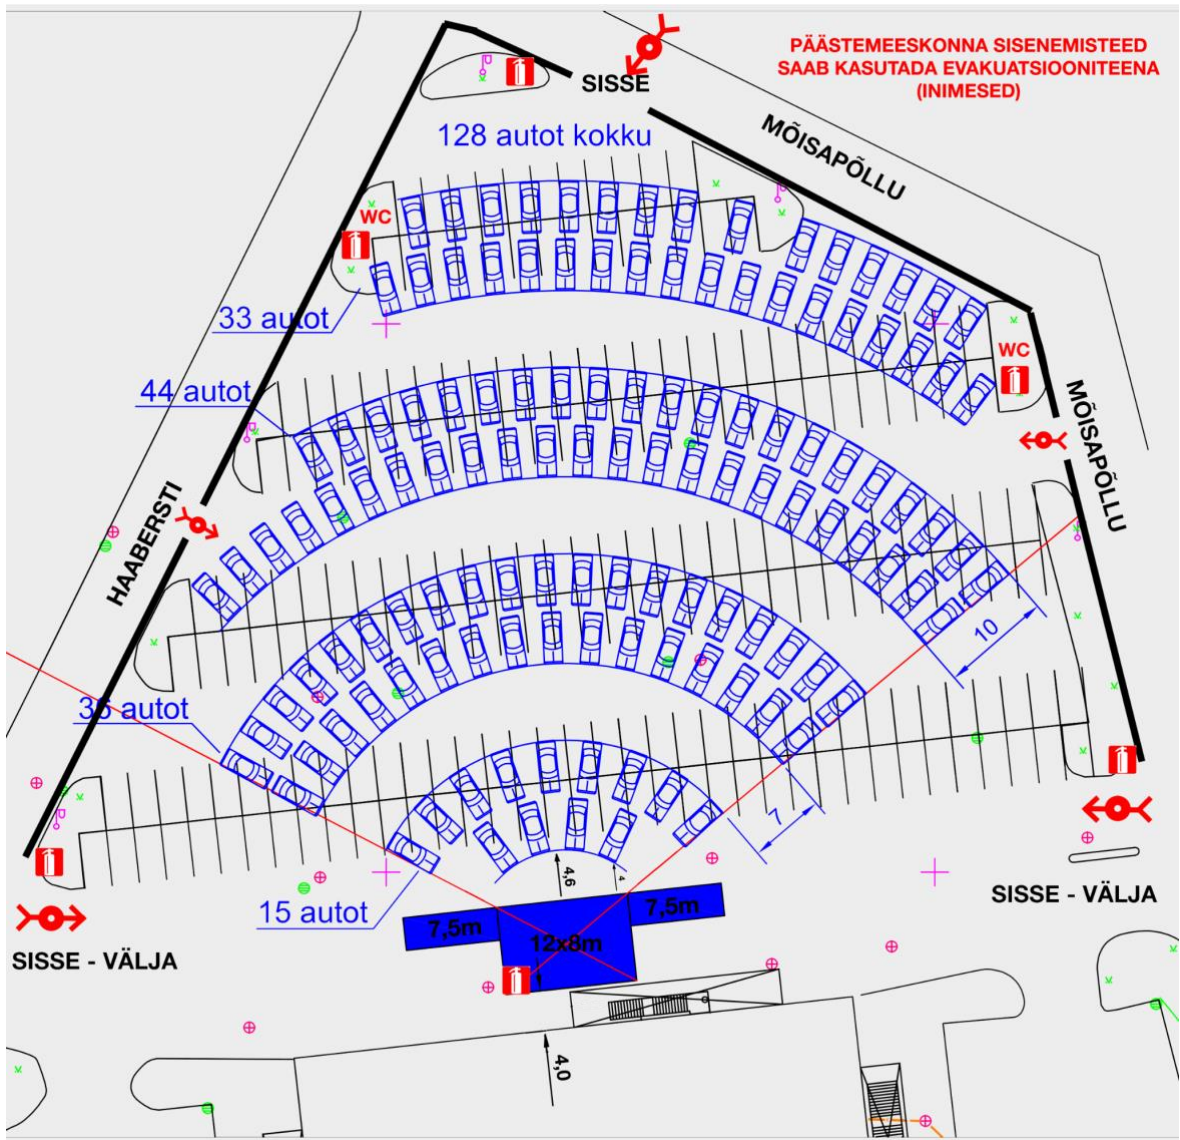 PÄÄSTEMEESKONNA SISENEMISTEED
SAAB KASUTADA EVAKUATSIOONITEENA
(INIMESED)
SISSE
128 autot kokku
MÕISAPÕLLU
WC
33 autot
WC
44 autot
MÕISAPÕLLU
HAABERSTI
10
36 autot
7
4,6
4
15 autot
7,5m
7,5m
12x8m
SISSE - VÄLJA
SISSE - VÄLJA
4,0